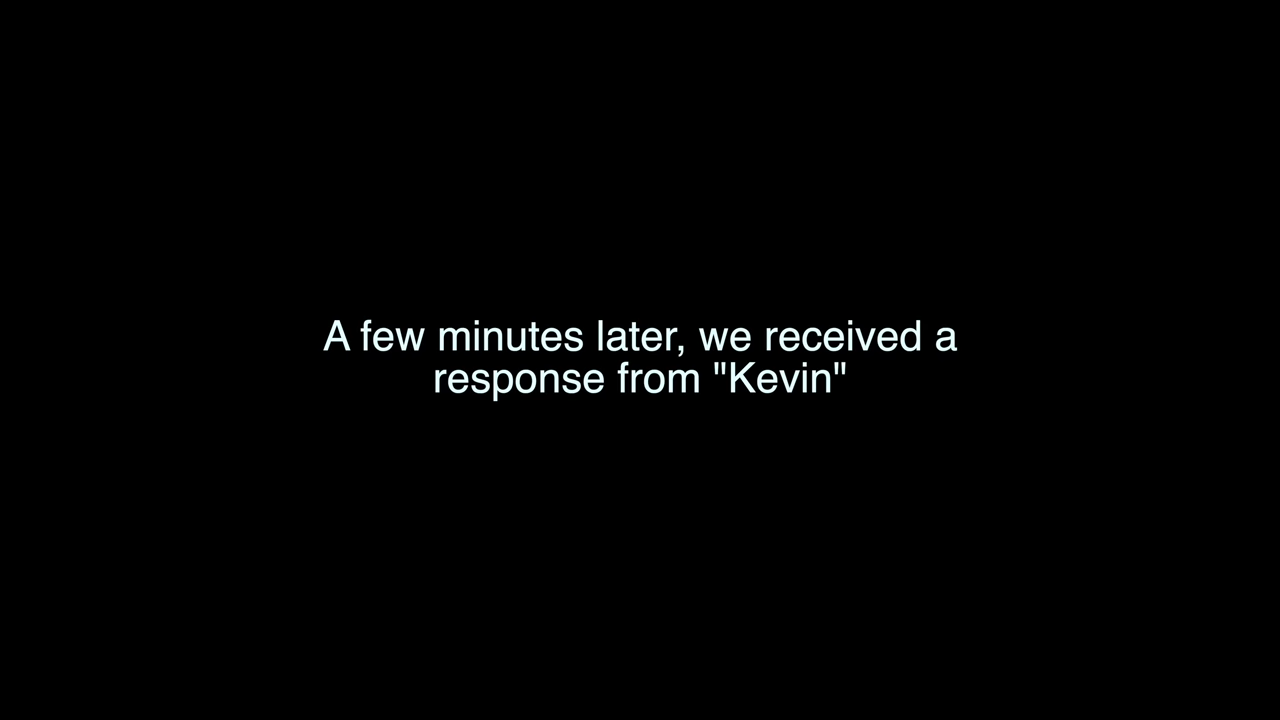 A few minutes later, we received a
response from "Kevin"